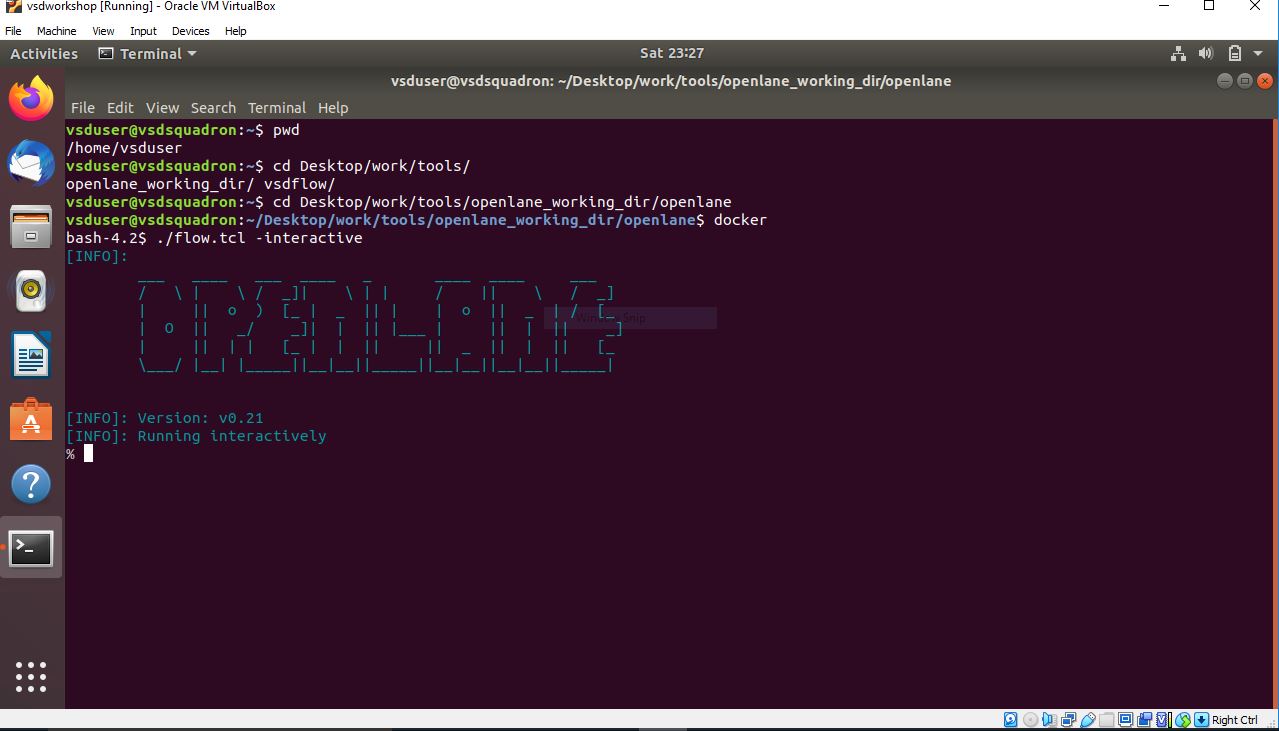 vsdworkshop [Running] - Oracle VM VirtualBox
File Machine View Input Devices Help
Activities Terminal Sat 23:27
vsduser@vsdsquadron: ~/Desktop/work/tools/openlane_working_dir/openlane
File Edit View Search Terminal Help
vsduser@vsdsquadron:~$ pwd
/home/vsduser
vsduser@vsdsquadron:~$ cd Desktop/work/tools/
openlane_working_dir/ vsdflow/
vsduser@vsdsquadron:~$ cd Desktop/work/tools/openlane_working_dir/openlane
vsduser@vsdsquadron:~/Desktop/work/tools/openlane_working_dir/openlane$ docker
bash-4.2$ ./flow.tcl -interactive
[INFO]:
OPENLANE
Window Snip
[INFO]: Version: v0.21
[INFO]: Running interactively
%
Right Ctrl